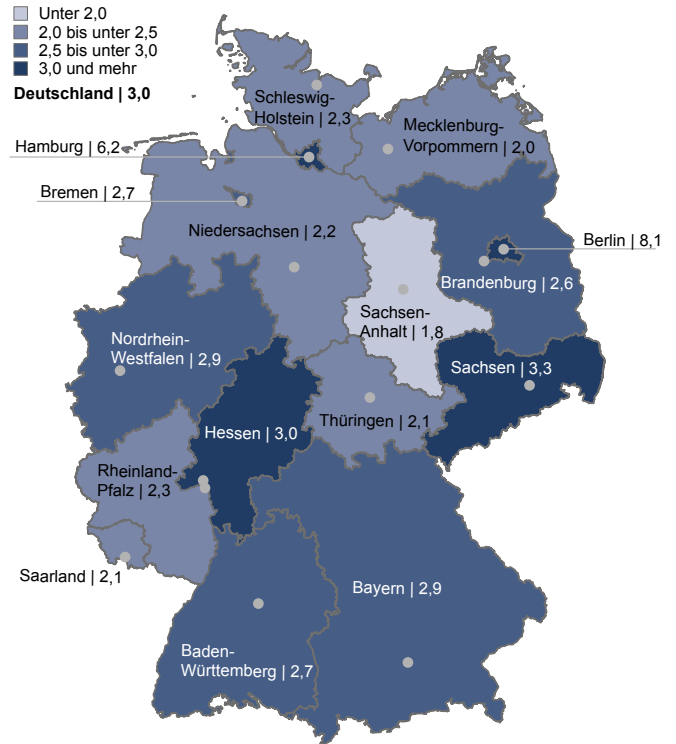 Unter 2,0
2,0 bis unter 2,5
2,5 bis unter 3,0
3,0 und mehr
Deutschland | 3,0
Schleswig-
Holstein | 2,3
Mecklenburg-
Vorpommern | 2,0
Hamburg | 6,2
Bremen | 2,7
Niedersachsen | 2,2
Berlin | 8,1
Brandenburg | 2,6
Sachsen-
Anhalt | 1,8
Nordrhein-
Westfalen | 2,9
Sachsen | 3,3
Thüringen | 2,1
Hessen | 3,0
Rheinland-
Pfalz | 2,3
Saarland | 2,1
Bayern | 2,9
Baden-
Württemberg | 2,7